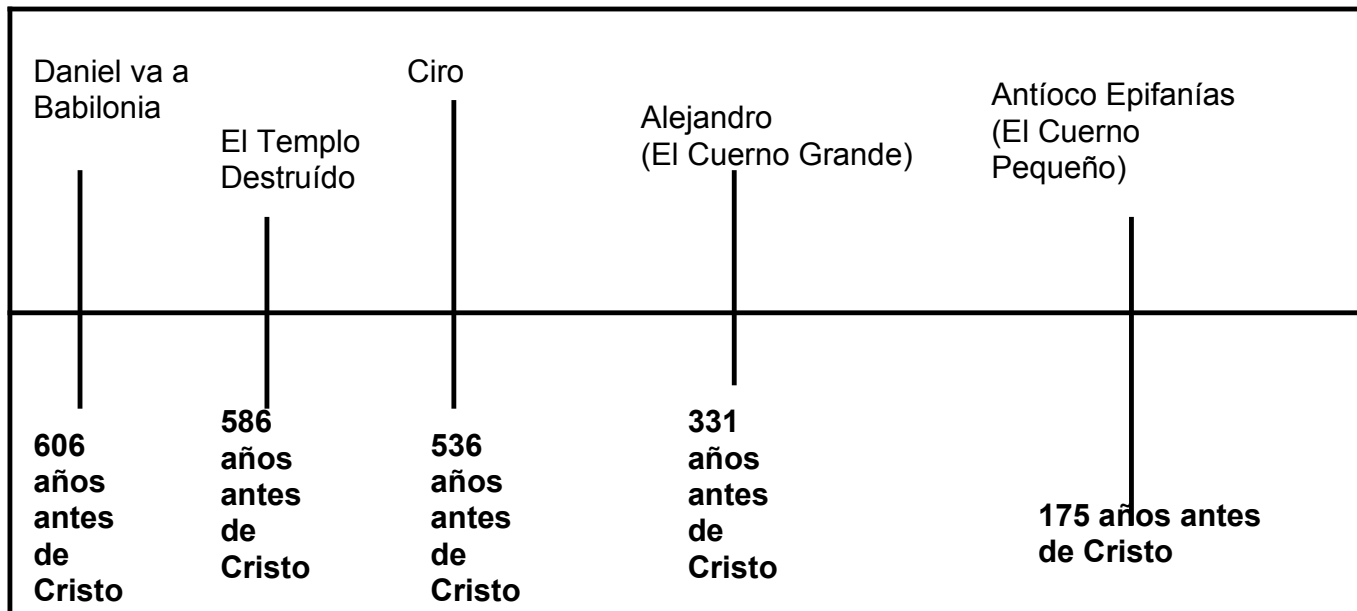 Daniel va a
Babilonia
El Templo
Destruído
Ciro
Alejandro
(El Cuerno Grande)
Antíoco Epifanías
(El Cuerno
Pequeño)
606
años
antes
de
Cristo
586
años
antes
de
Cristo
536
años
antes
de
Cristo
331
años
antes
de
Cristo
175 años antes
de Cristo